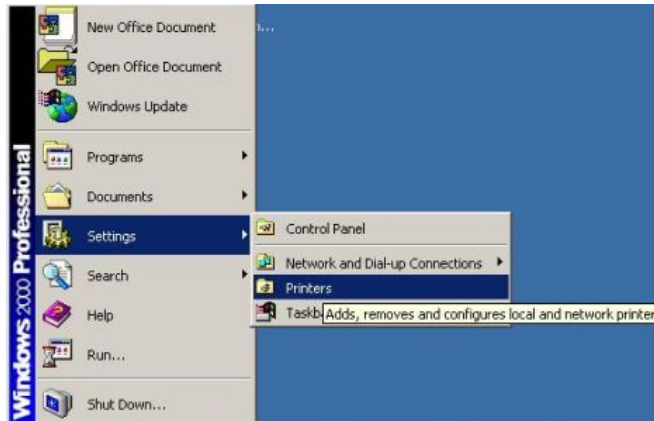 New Office Document
Open Office Document
Windows Update
Programs
Documents
Settings
Search
Help
Run...
Shut Down...
Windows 2000 Professional
Control Panel
Network and Dial-up Connections
Printers
Adds, removes and configures local and network printer